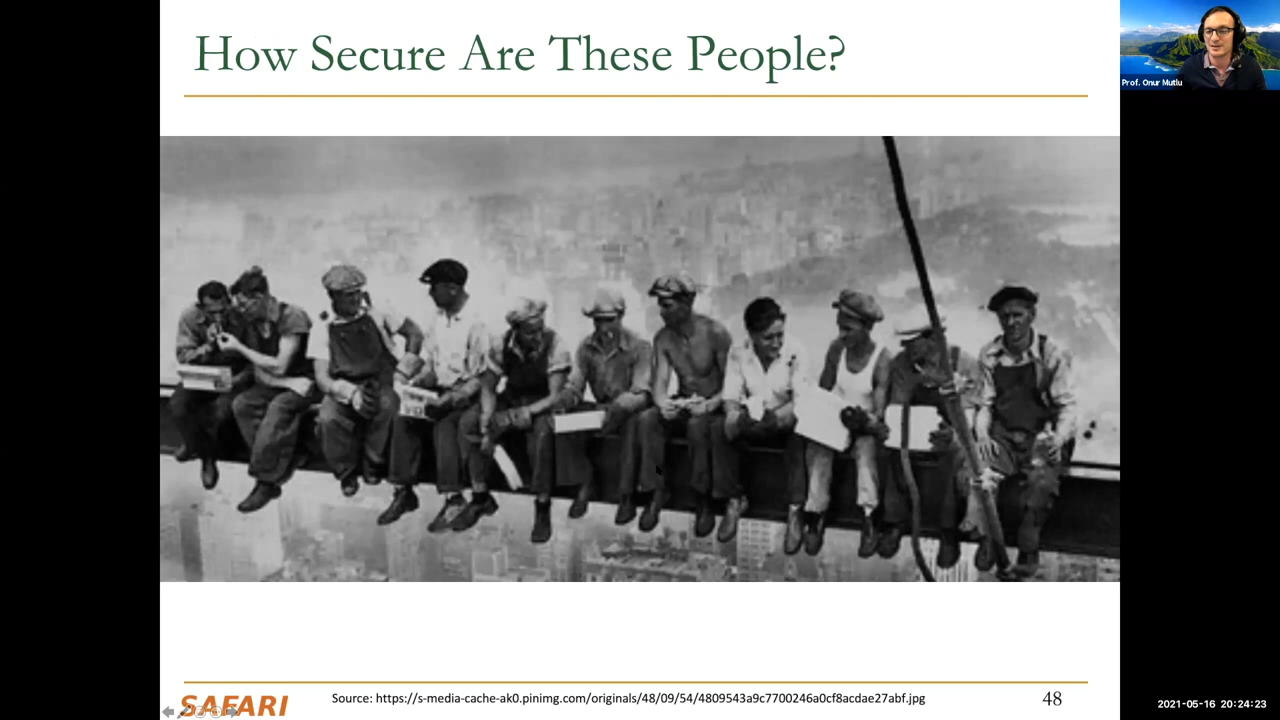 How Secure Are These People?
Prof. Onur Mutlu
SAFARI
Source: https://s-media-cache-ak0.pinimg.com/originals/48/09/54/4809543a9c7700246a0cf8acdae27abf.jpg
48
2021-05-16 20:24:23